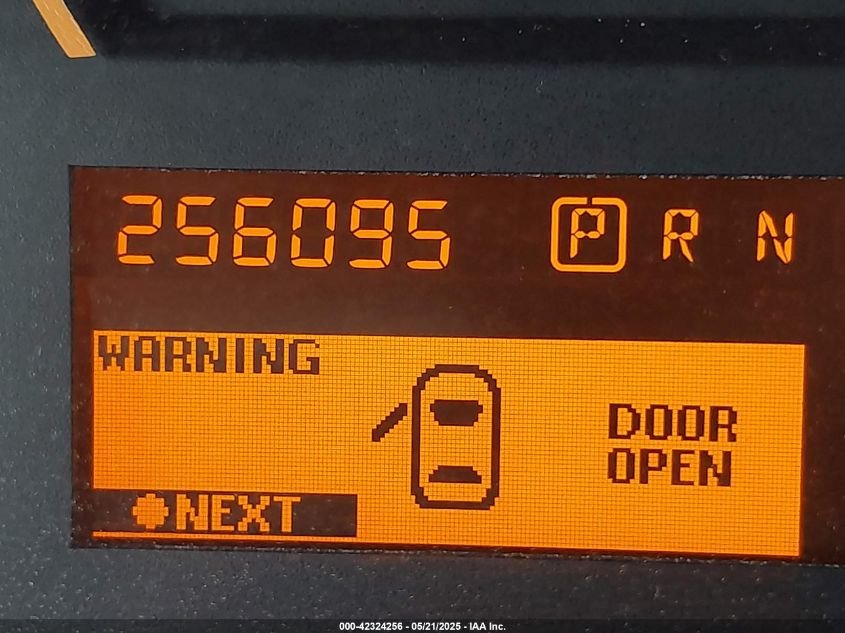 256095 P R N
WARNING
DOOR
OPEN
NEXT
000-42324256 - 05/21/2025 - IAA Inc.